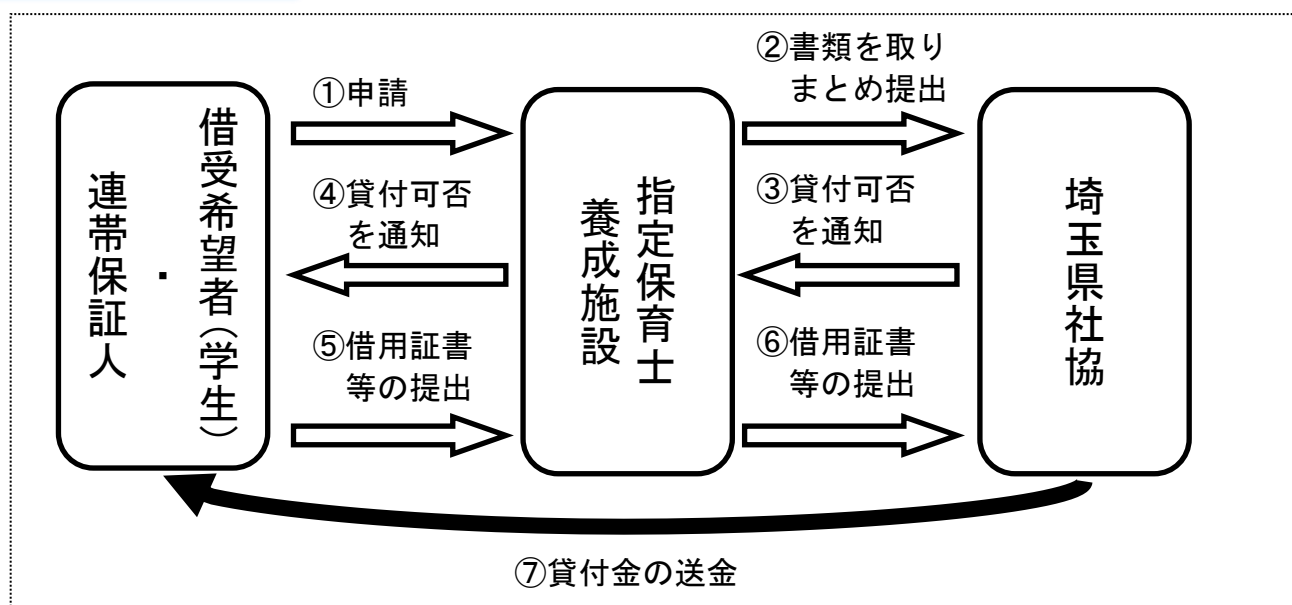 借受希望者(学生)
・
連帯保証人
①申請
④貸付可否
を通知
⑤借用証書
等の提出
指定保育士
養成施設
②書類を取り
まとめ提出
③貸付可否
を通知
⑥借用証書
等の提出
埼玉県社協
⑦貸付金の送金